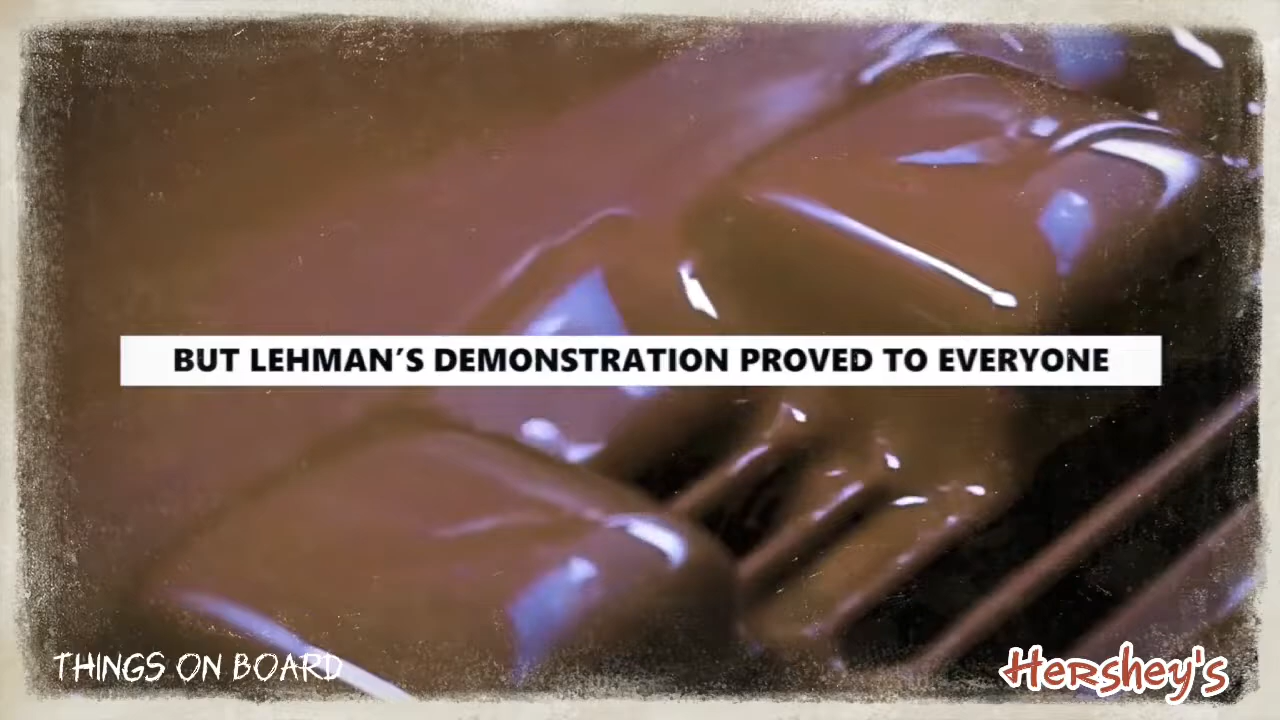 BUT LEHMAN’S DEMONSTRATION PROVED TO EVERYONE
THINGS ON BOARD
Hershey's